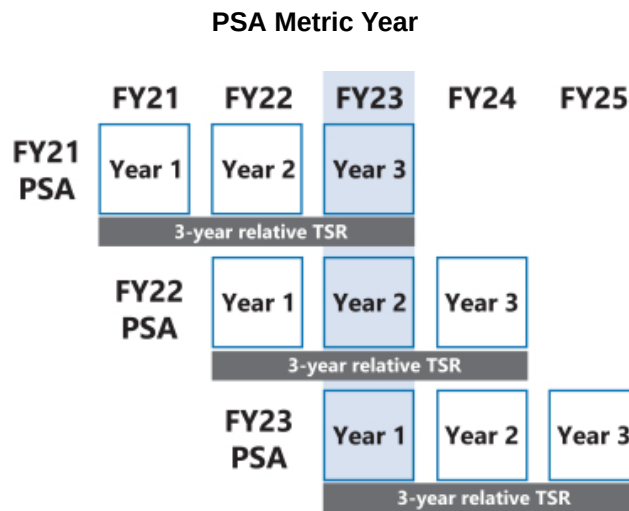 PSA Metric Year
FY21 FY22 FY23 FY24 FY25
FY21
PSA
Year 1 Year 2 Year 3
3-year relative TSR
FY22
PSA
Year 1 Year 2 Year 3
3-year relative TSR
FY23
PSA
Year 1 Year 2 Year 3
3-year relative TSR